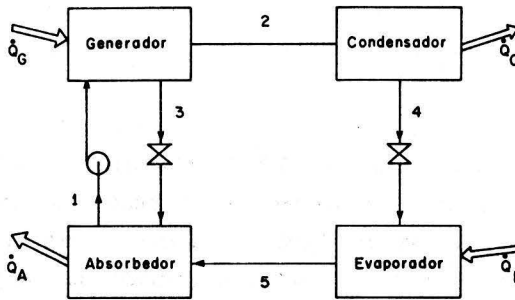 2
Generador
Condensador
Q̇G
Q̇C
3
4
1
Q̇A
Absorbedor
5
Evaporador